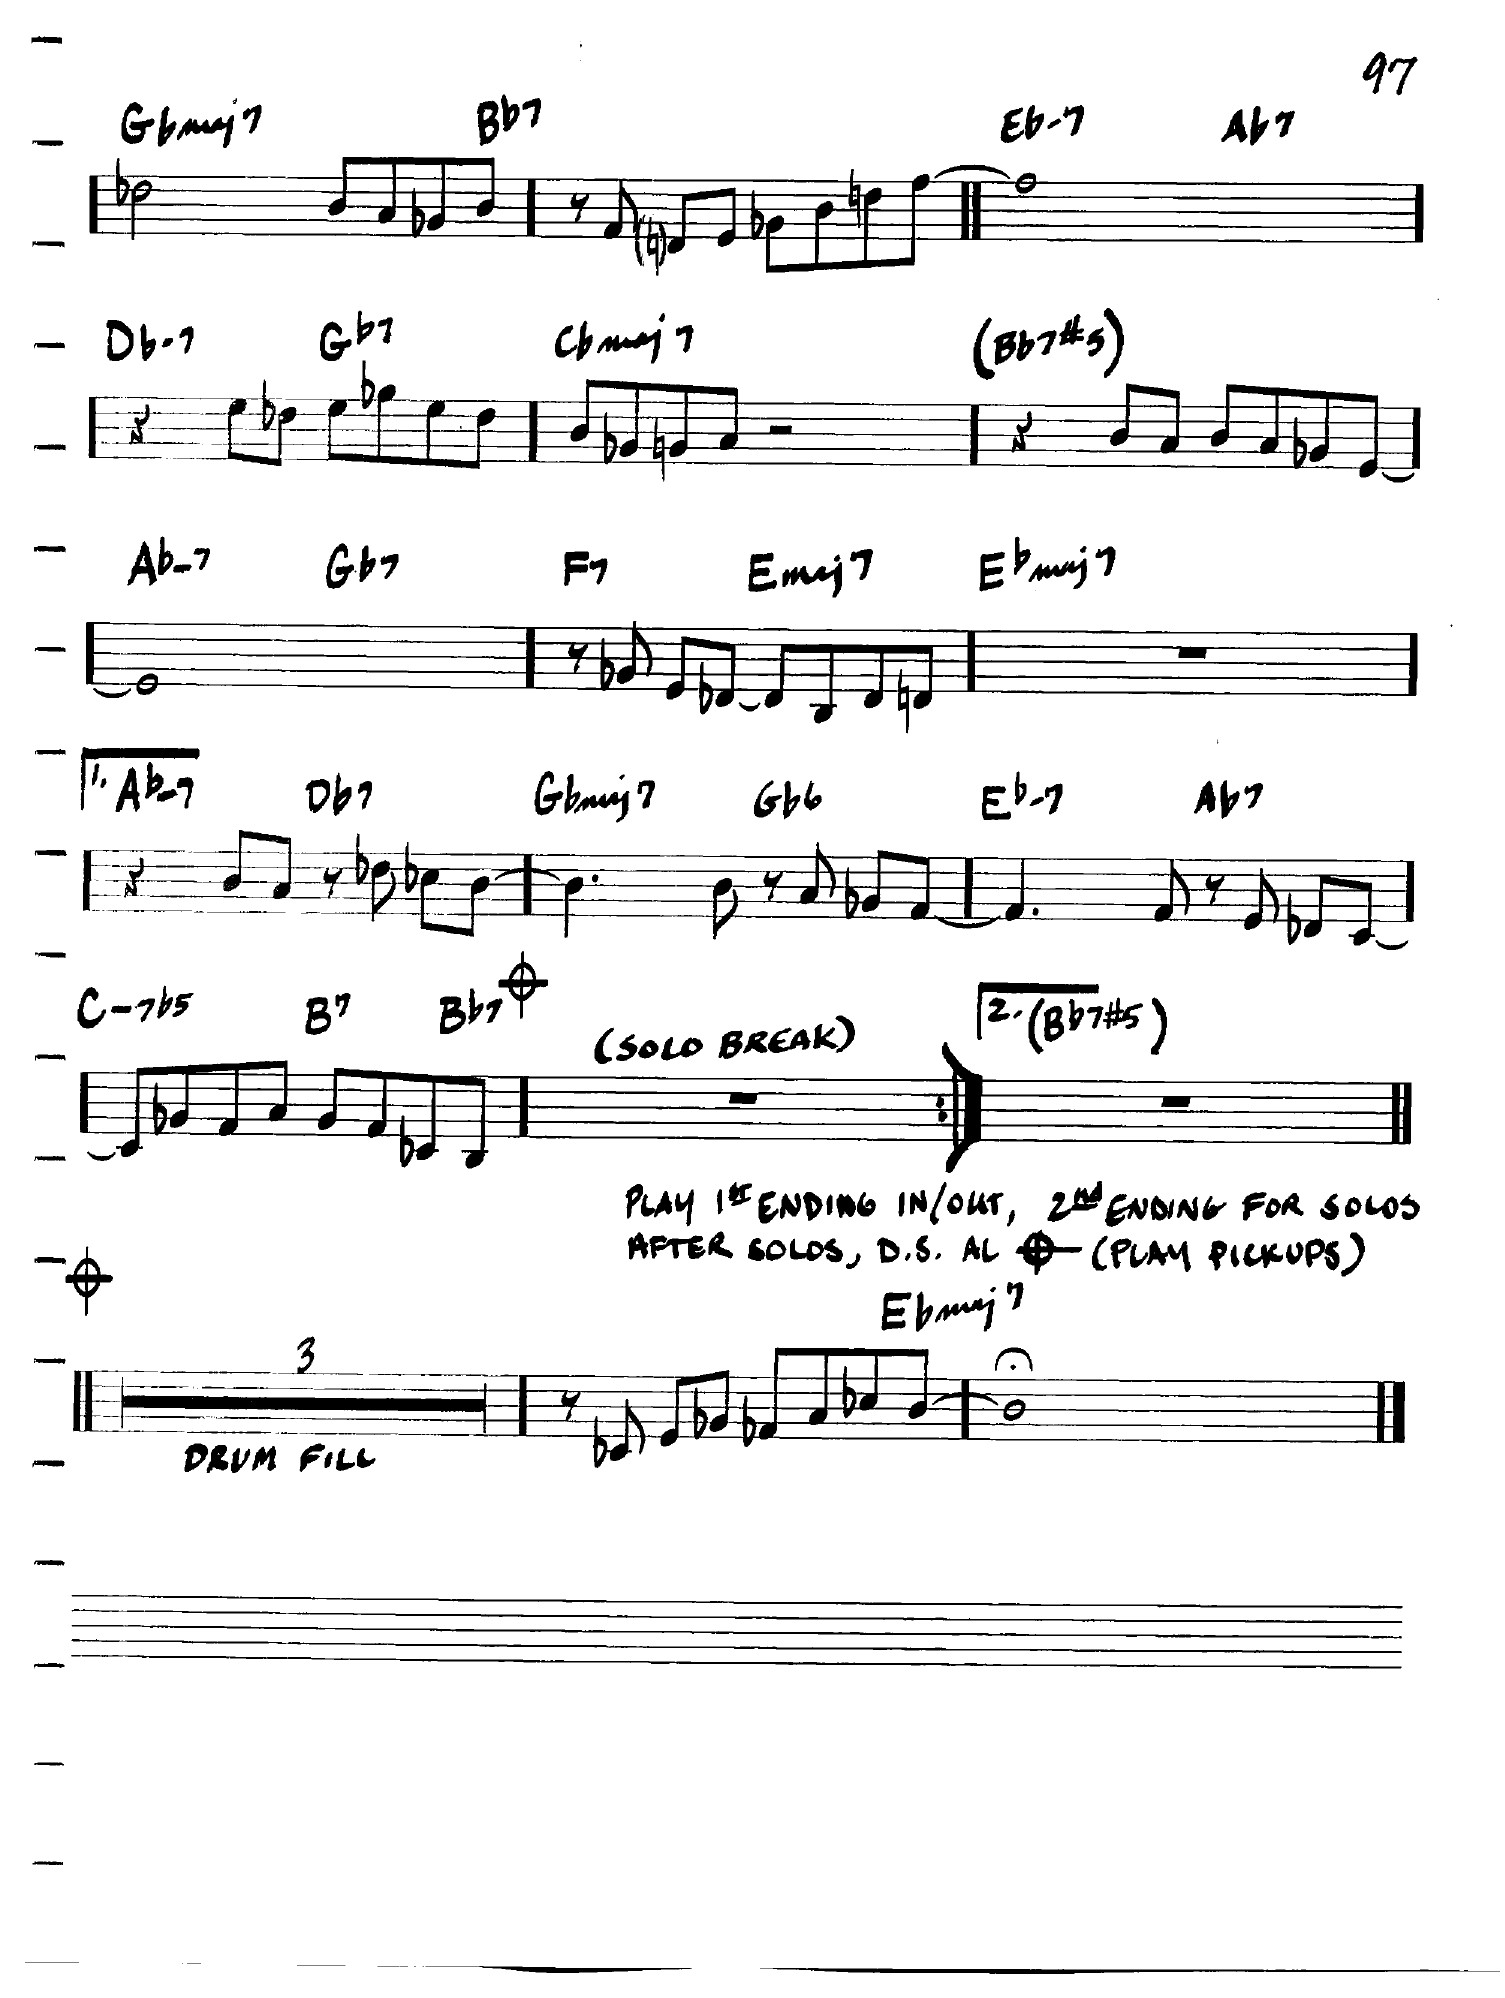 97
Gbmaj7 Bb7 Eb-7 Ab7
Db-7 Gb7 Cbmaj7 (Bb7#5)
Ab-7 Gb7 F7 Emaj7 Ebmaj7
1. Ab-7 Db7 Gbmaj7 Gb6 Eb-7 Ab7
C-7b5 B7 Bb7 (SOLO BREAK) 2. (Bb7#5)
PLAY 1ST ENDING IN/OUT, 2nd ENDING FOR SOLOS
AFTER SOLOS, D.S. AL (PLAY PICKUPS)
Ebmaj7
3
DRUM FILL